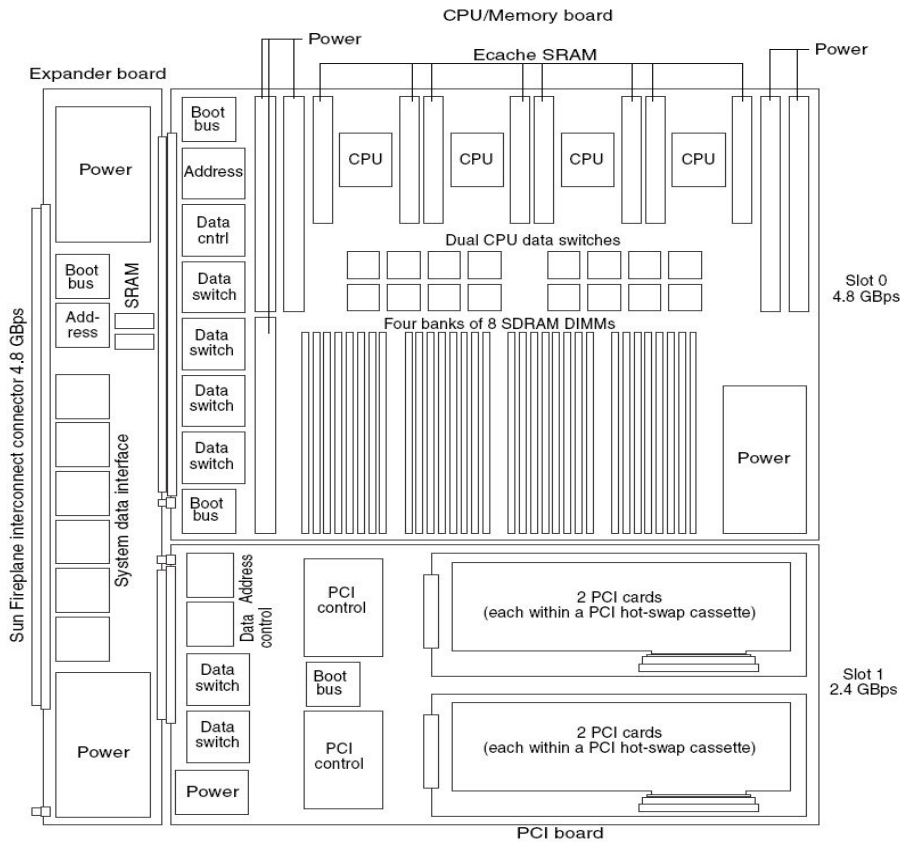 CPU/Memory board
Power
Ecache SRAM
Power
Expander board
Boot
bus
Address
Data
cntrl
Data
switch
Data
switch
Data
switch
Data
switch
Boot
bus
CPU
CPU
CPU
CPU
Dual CPU data switches
Four banks of 8 SDRAM DIMMs
Power
Slot 0
4.8 GBps
Power
Boot
bus
SRAM
Add-
ress
System data interface
Sun Fireplane interconnect connector 4.8 GBps
Power
Address
Data
control
Data
switch
Data
switch
Power
PCI
control
Boot
bus
PCI
control
2 PCI cards
(each within a PCI hot-swap cassette)
2 PCI cards
(each within a PCI hot-swap cassette)
Slot 1
2.4 GBps
PCI board